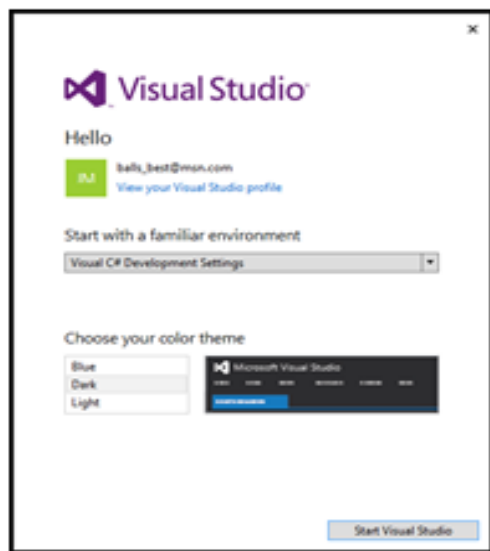 Visual Studio
Hello
balls_best@msn.com
View your Visual Studio profile
Start with a familiar environment
Visual C# Development Settings
Choose your color theme
Blue
Dark
Light
Microsoft Visual Studio
Start Visual Studio